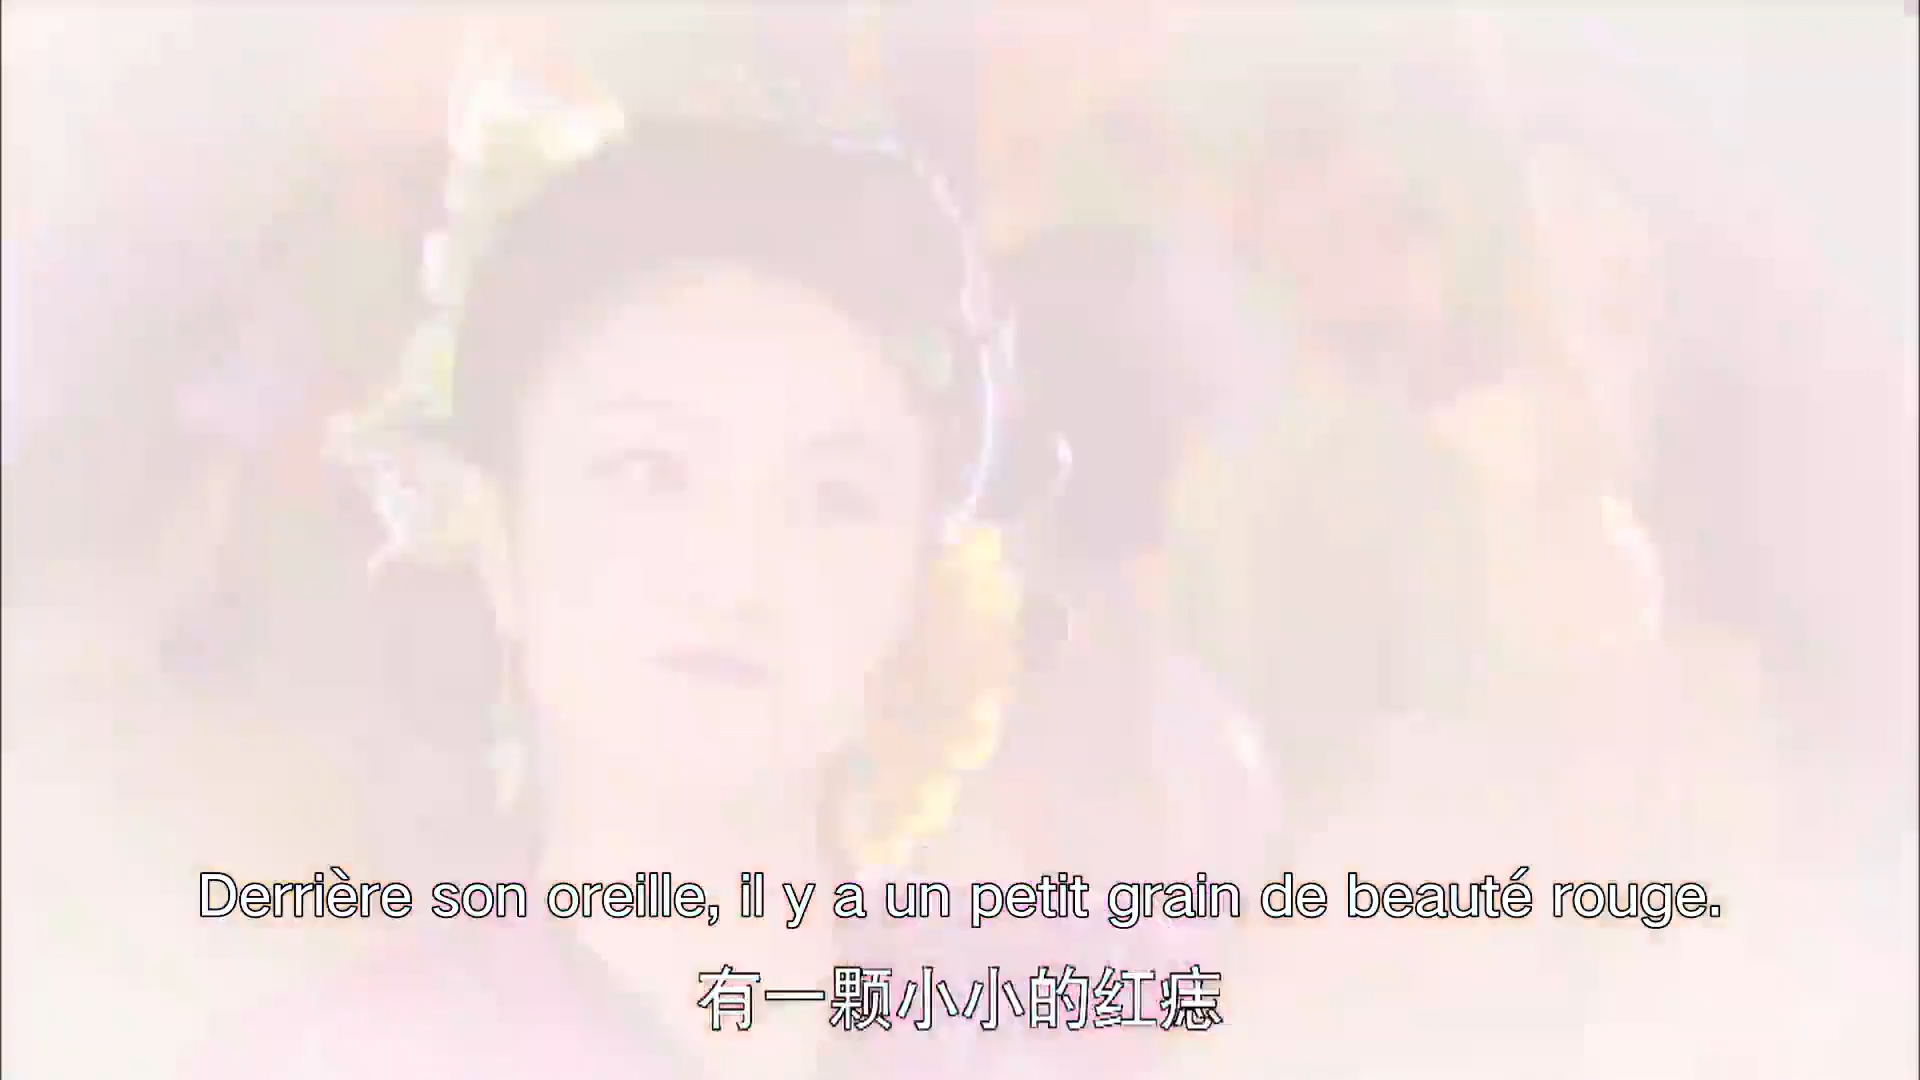 Derrière son oreille, il y a un petit grain de beauté rouge.
有一颗小小的红痣